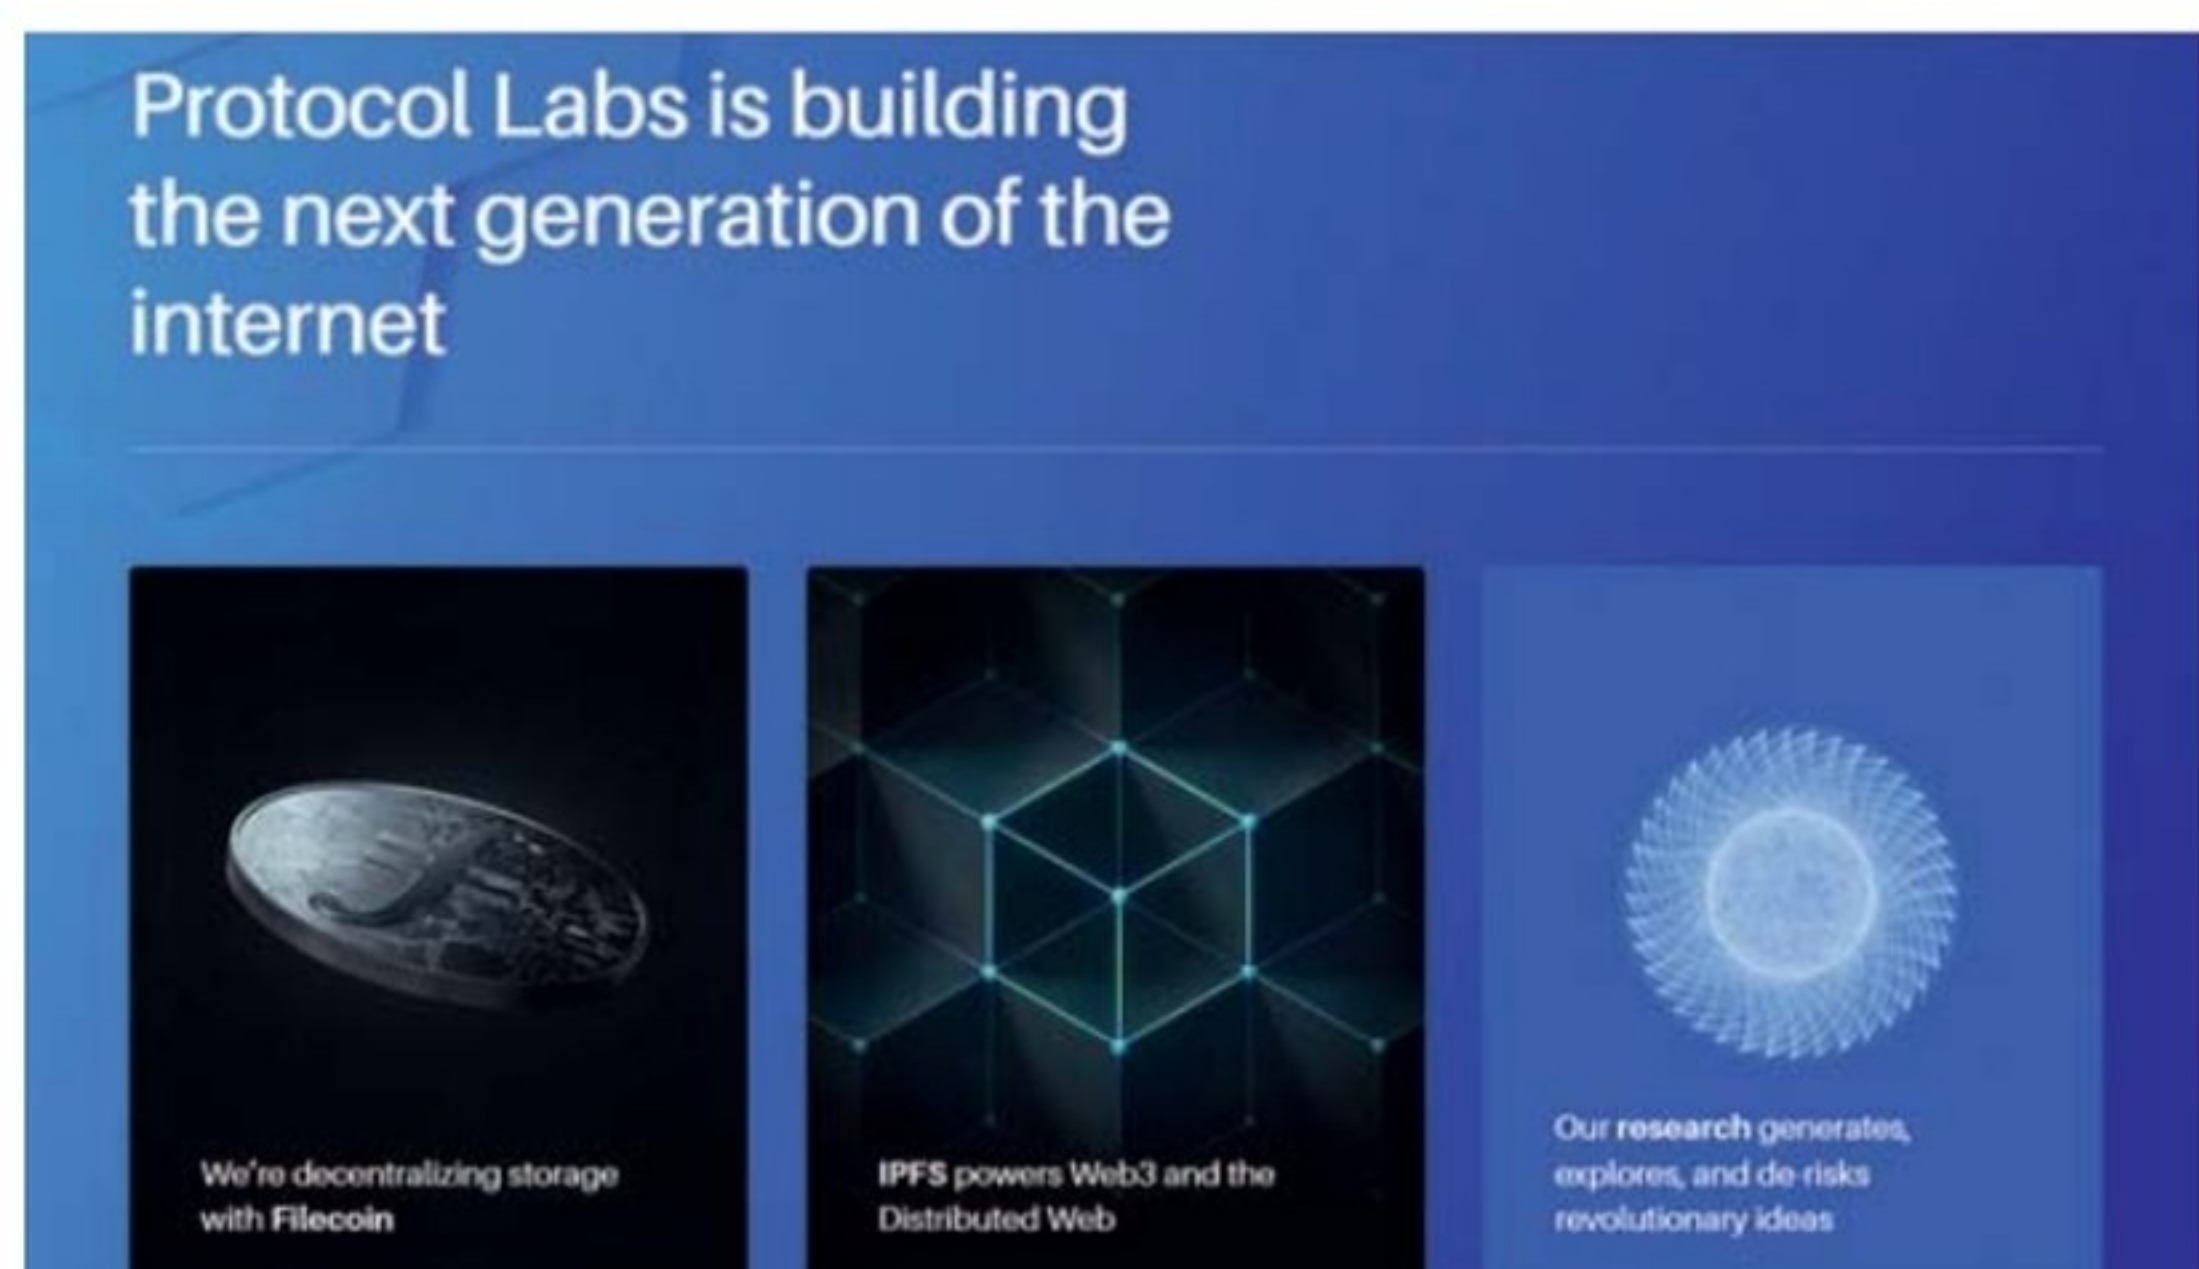 Protocol Labs is building
the next generation of the
internet
We're decentralizing storage
with Filecoin
IPFS powers Web3 and the
Distributed Web
Our research generates,
explores, and de-risks
revolutionary ideas